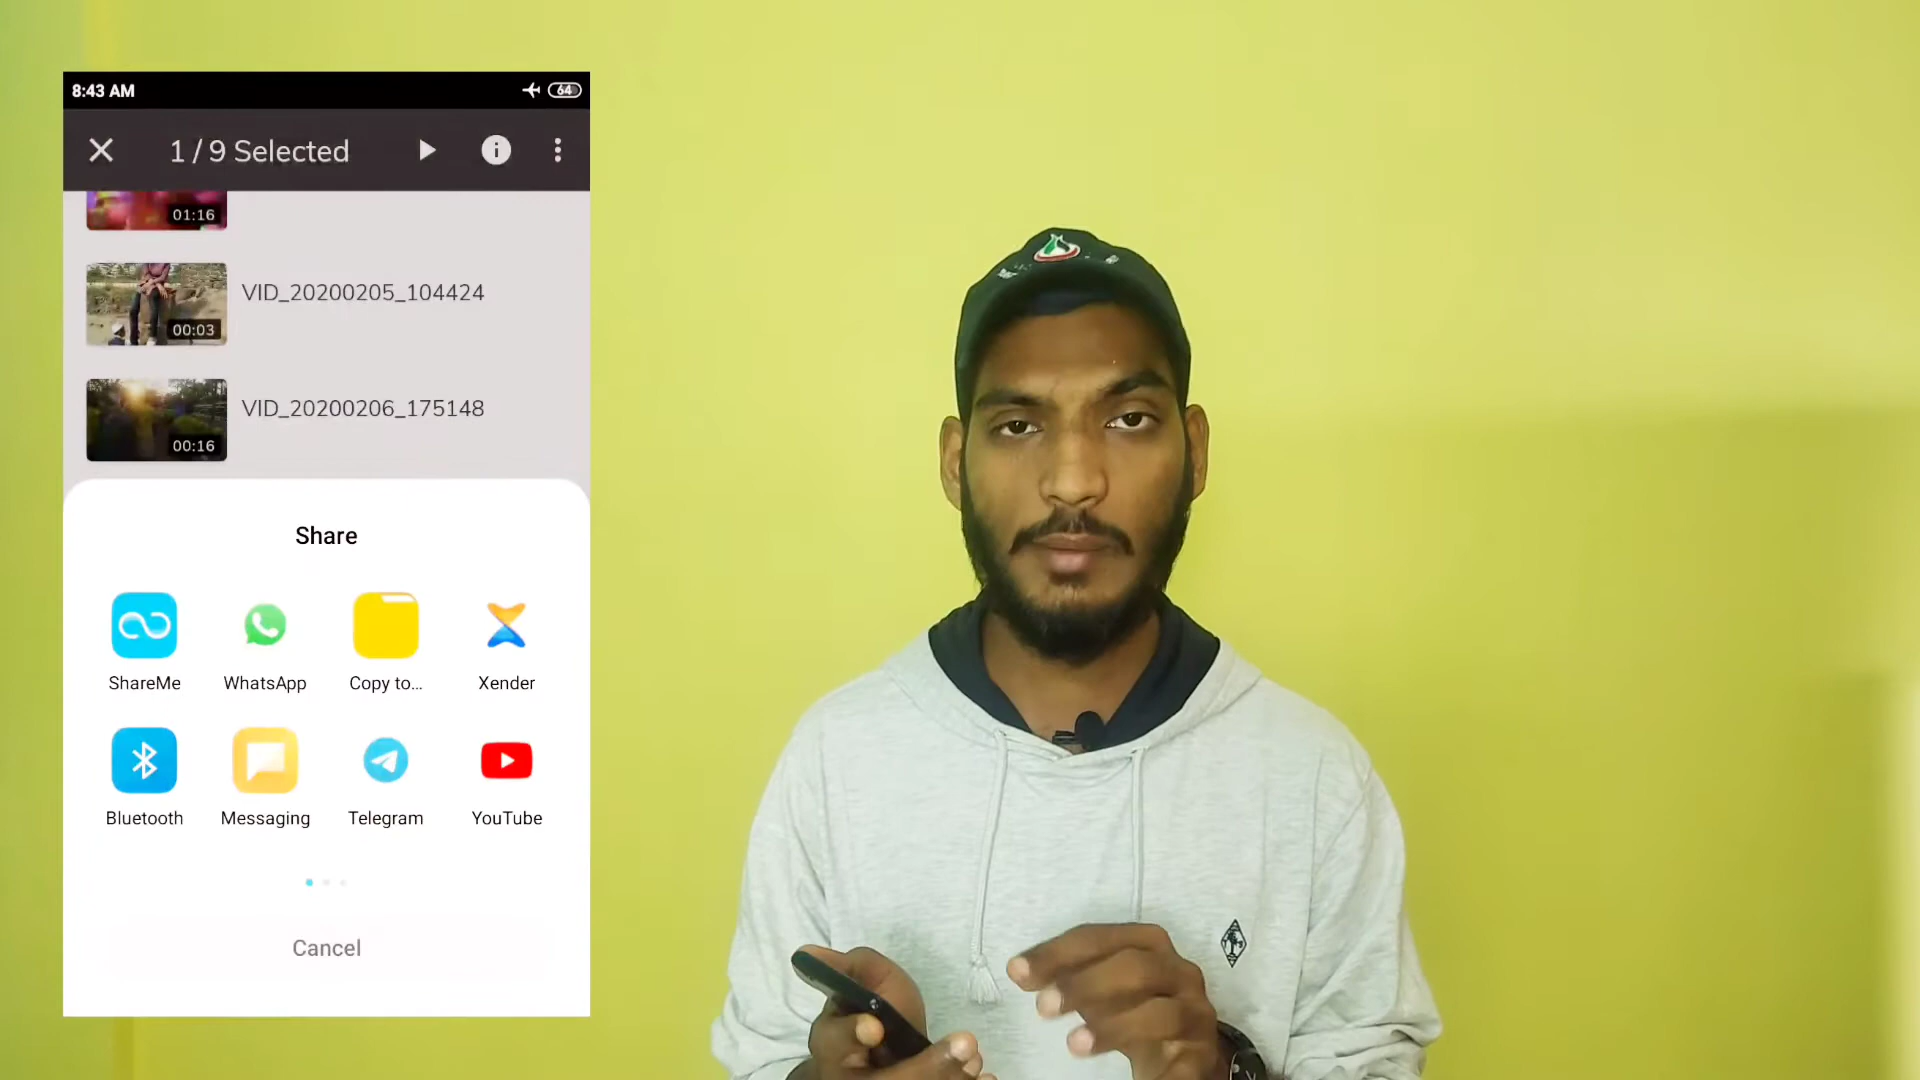 8:43 AM
64
1 / 9 Selected
01:16
VID_20200205_104424
00:03
VID_20200206_175148
00:16
Share
ShareMe
WhatsApp
Copy to...
Xender
Bluetooth
Messaging
Telegram
YouTube
Cancel